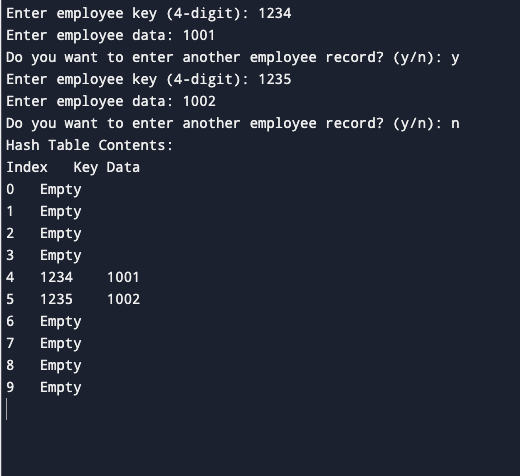 Enter employee key (4-digit): 1234
Enter employee data: 1001
Do you want to enter another employee record? (y/n): y
Enter employee key (4-digit): 1235
Enter employee data: 1002
Do you want to enter another employee record? (y/n): n
Hash Table Contents:
Index   Key Data
0   Empty
1   Empty
2   Empty
3   Empty
4   1234    1001
5   1235    1002
6   Empty
7   Empty
8   Empty
9   Empty